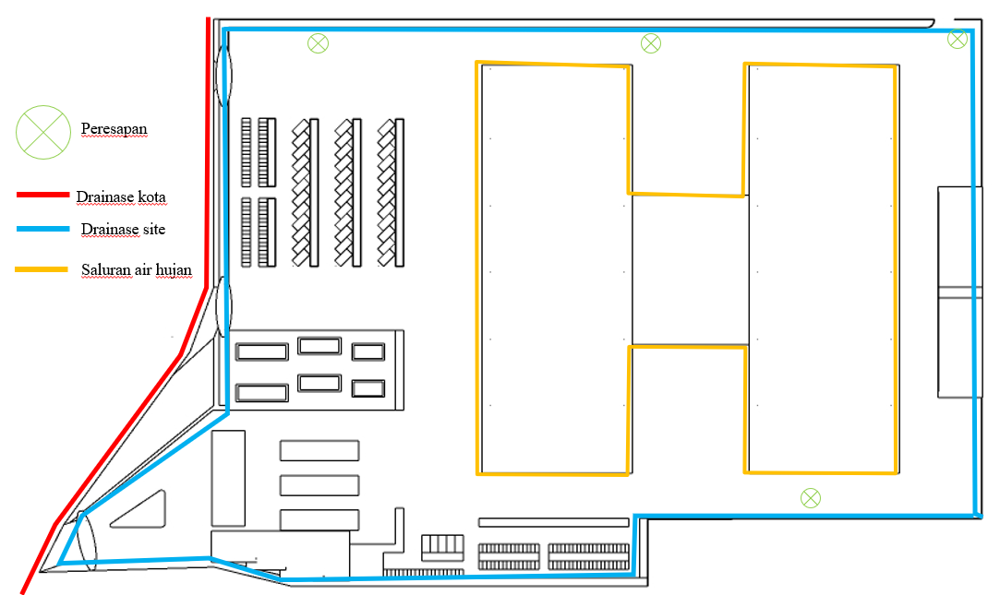 Peresapan
Drainase kota
Drainase site
Saluran air hujan